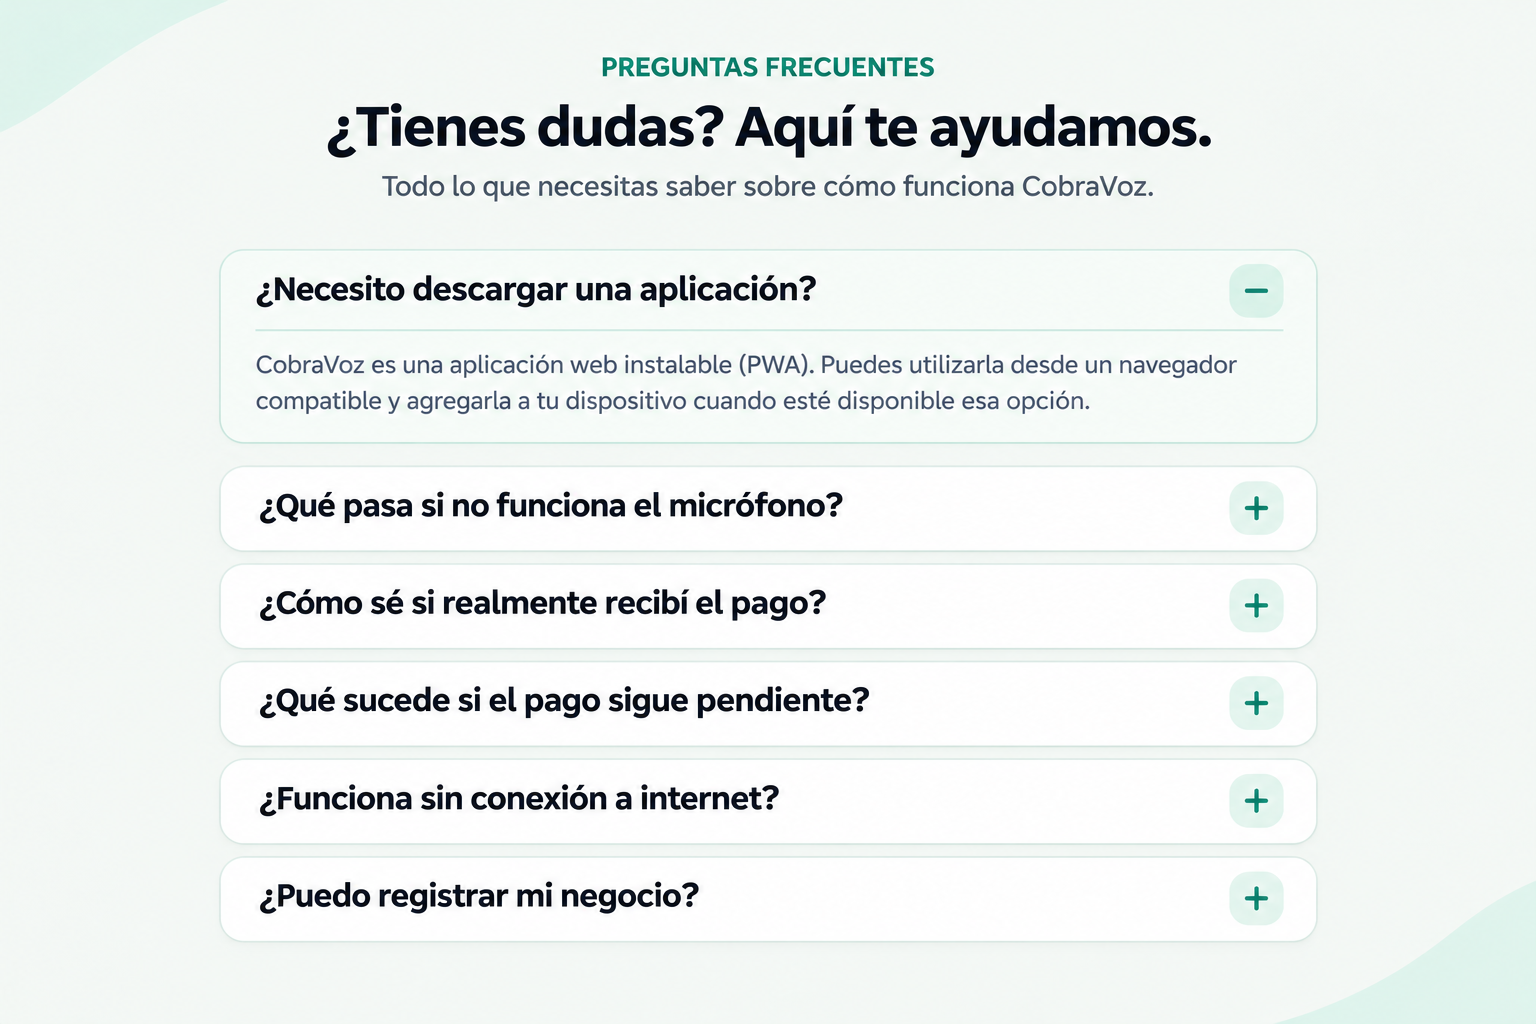 PREGUNTAS FRECUENTES
¿Tienes dudas? Aquí te ayudamos.
Todo lo que necesitas saber sobre cómo funciona CobraVoz.
¿Necesito descargar una aplicación?
CobraVoz es una aplicación web instalable (PWA). Puedes utilizarla desde un navegador
compatible y agregarla a tu dispositivo cuando esté disponible esa opción.
¿Qué pasa si no funciona el micrófono?
¿Cómo sé si realmente recibí el pago?
¿Qué sucede si el pago sigue pendiente?
¿Funciona sin conexión a internet?
¿Puedo registrar mi negocio?